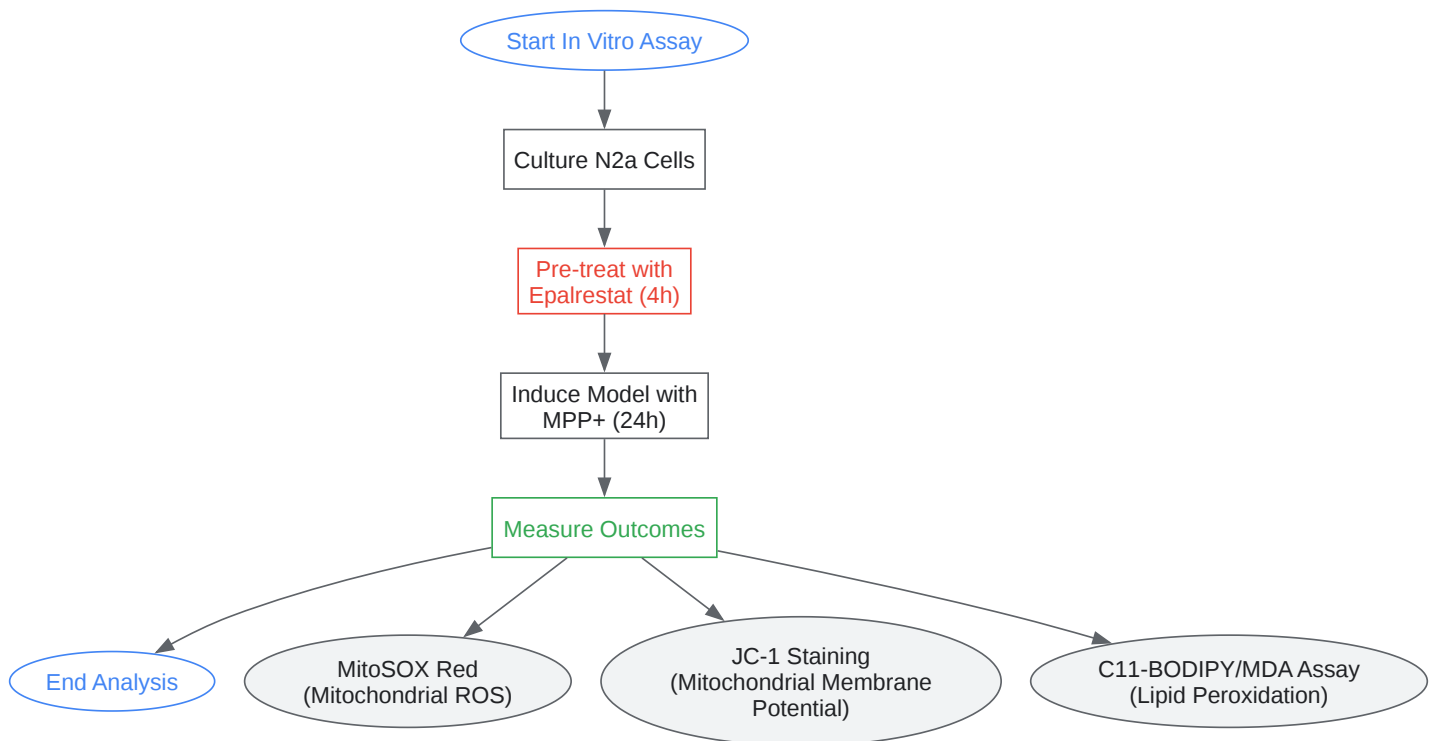 Start In Vitro Assay
Culture N2a Cells
Pre-treat with
Epalrestat (4h)
Induce Model with
MPP+ (24h)
Measure Outcomes
End Analysis
MitoSOX Red
(Mitochondrial ROS)
JC-1 Staining
(Mitochondrial Membrane
Potential)
C11-BODIPY/MDA Assay
(Lipid Peroxidation)